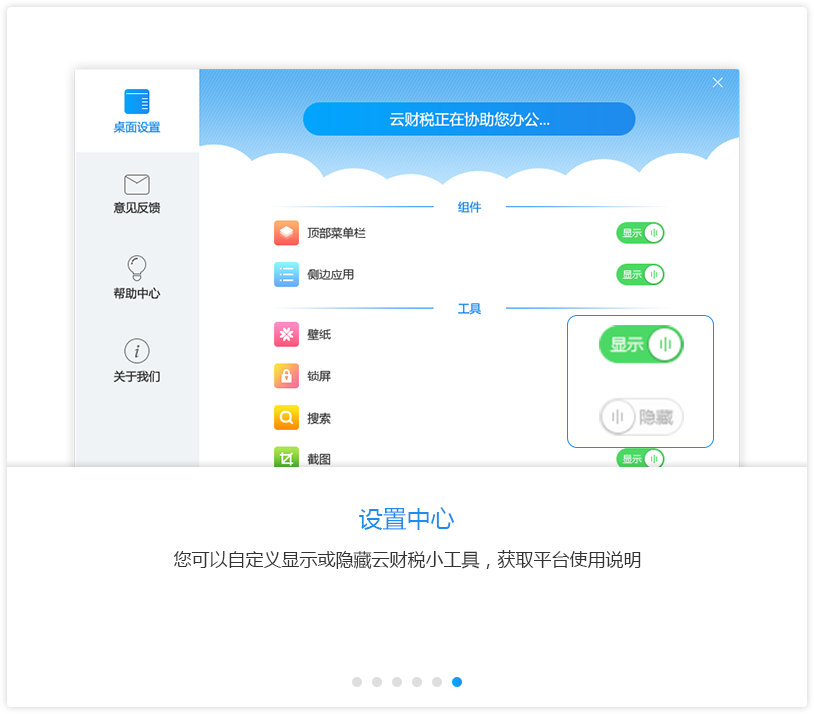 桌面设置
意见反馈
帮助中心
关于我们
云财税正在协助您办公...
组件
顶部菜单栏
显示
侧边应用
显示
工具
壁纸
锁屏
搜索
截图
显示
隐藏
显示
设置中心
您可以自定义显示或隐藏云财税小工具，获取平台使用说明